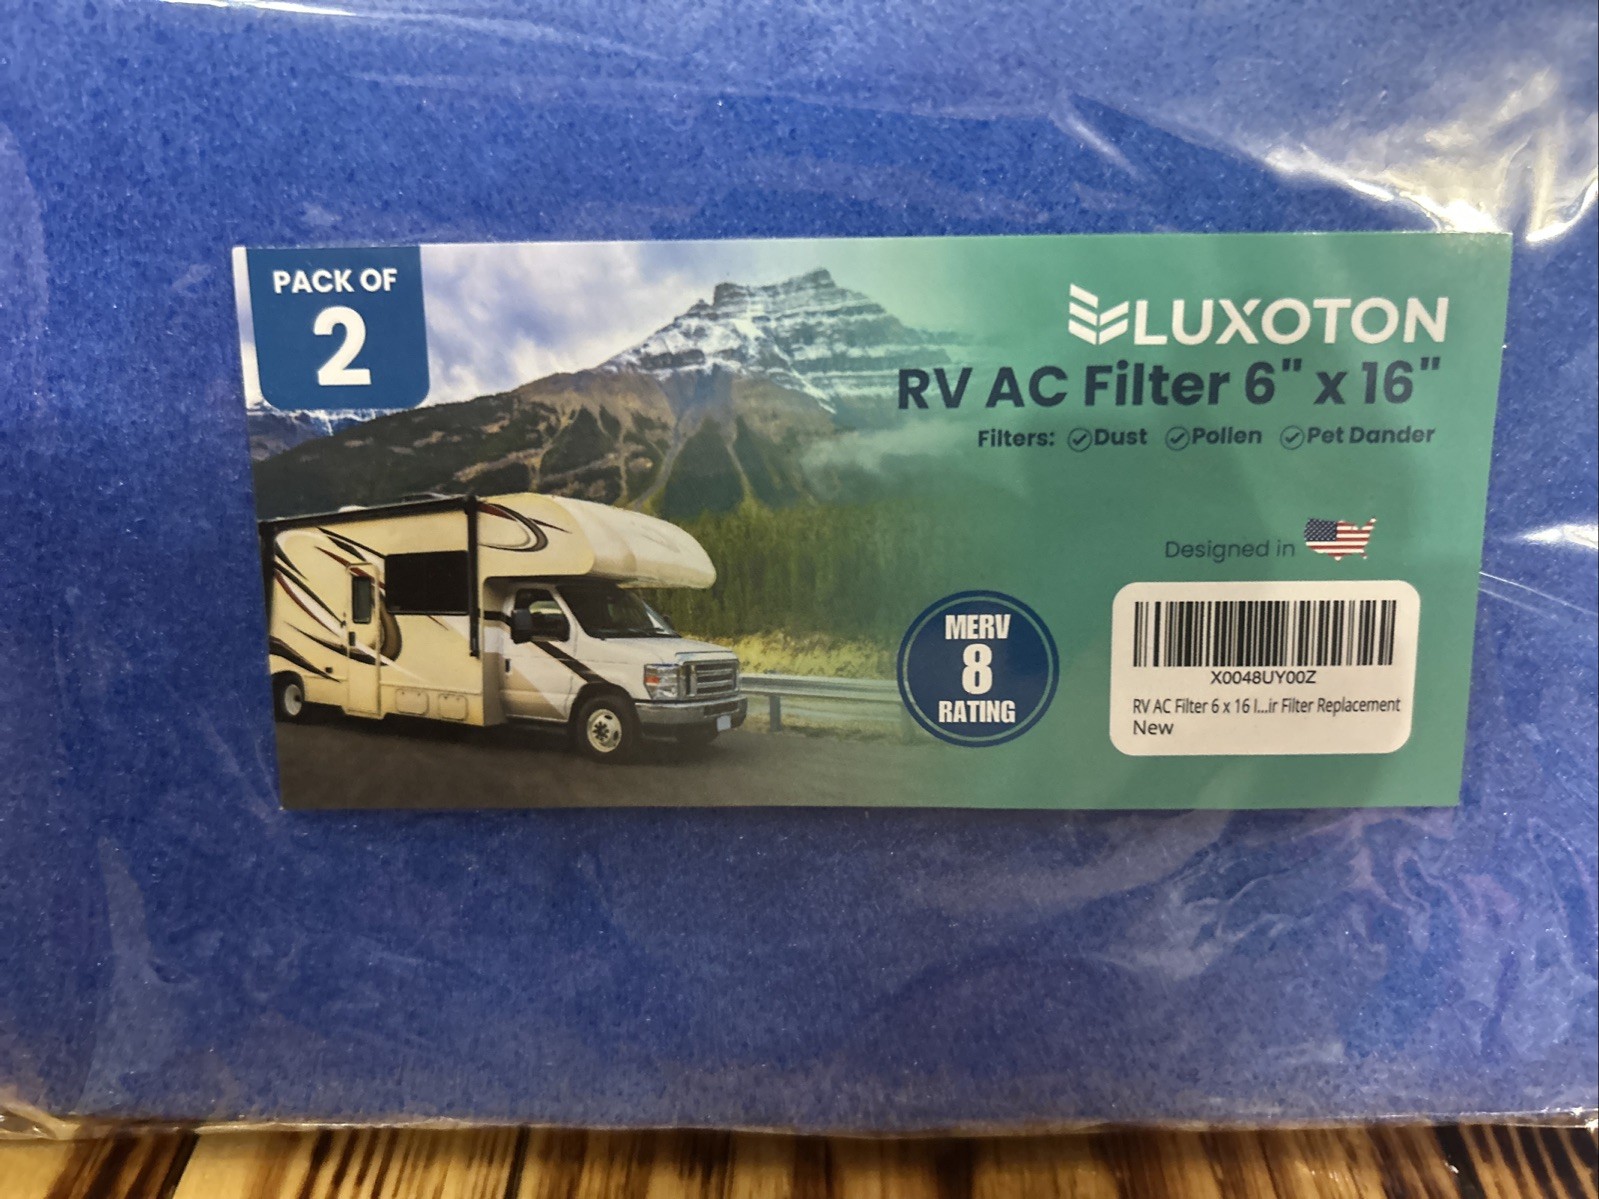 PACK OF
2
LUXOTON
RV AC Filter 6" x 16"
Filters: Dust Pollen Pet Dander
Designed in
MERV
8
RATING
X0048UY00Z
RV AC Filter 6 x 16 I...ir Filter Replacement
New